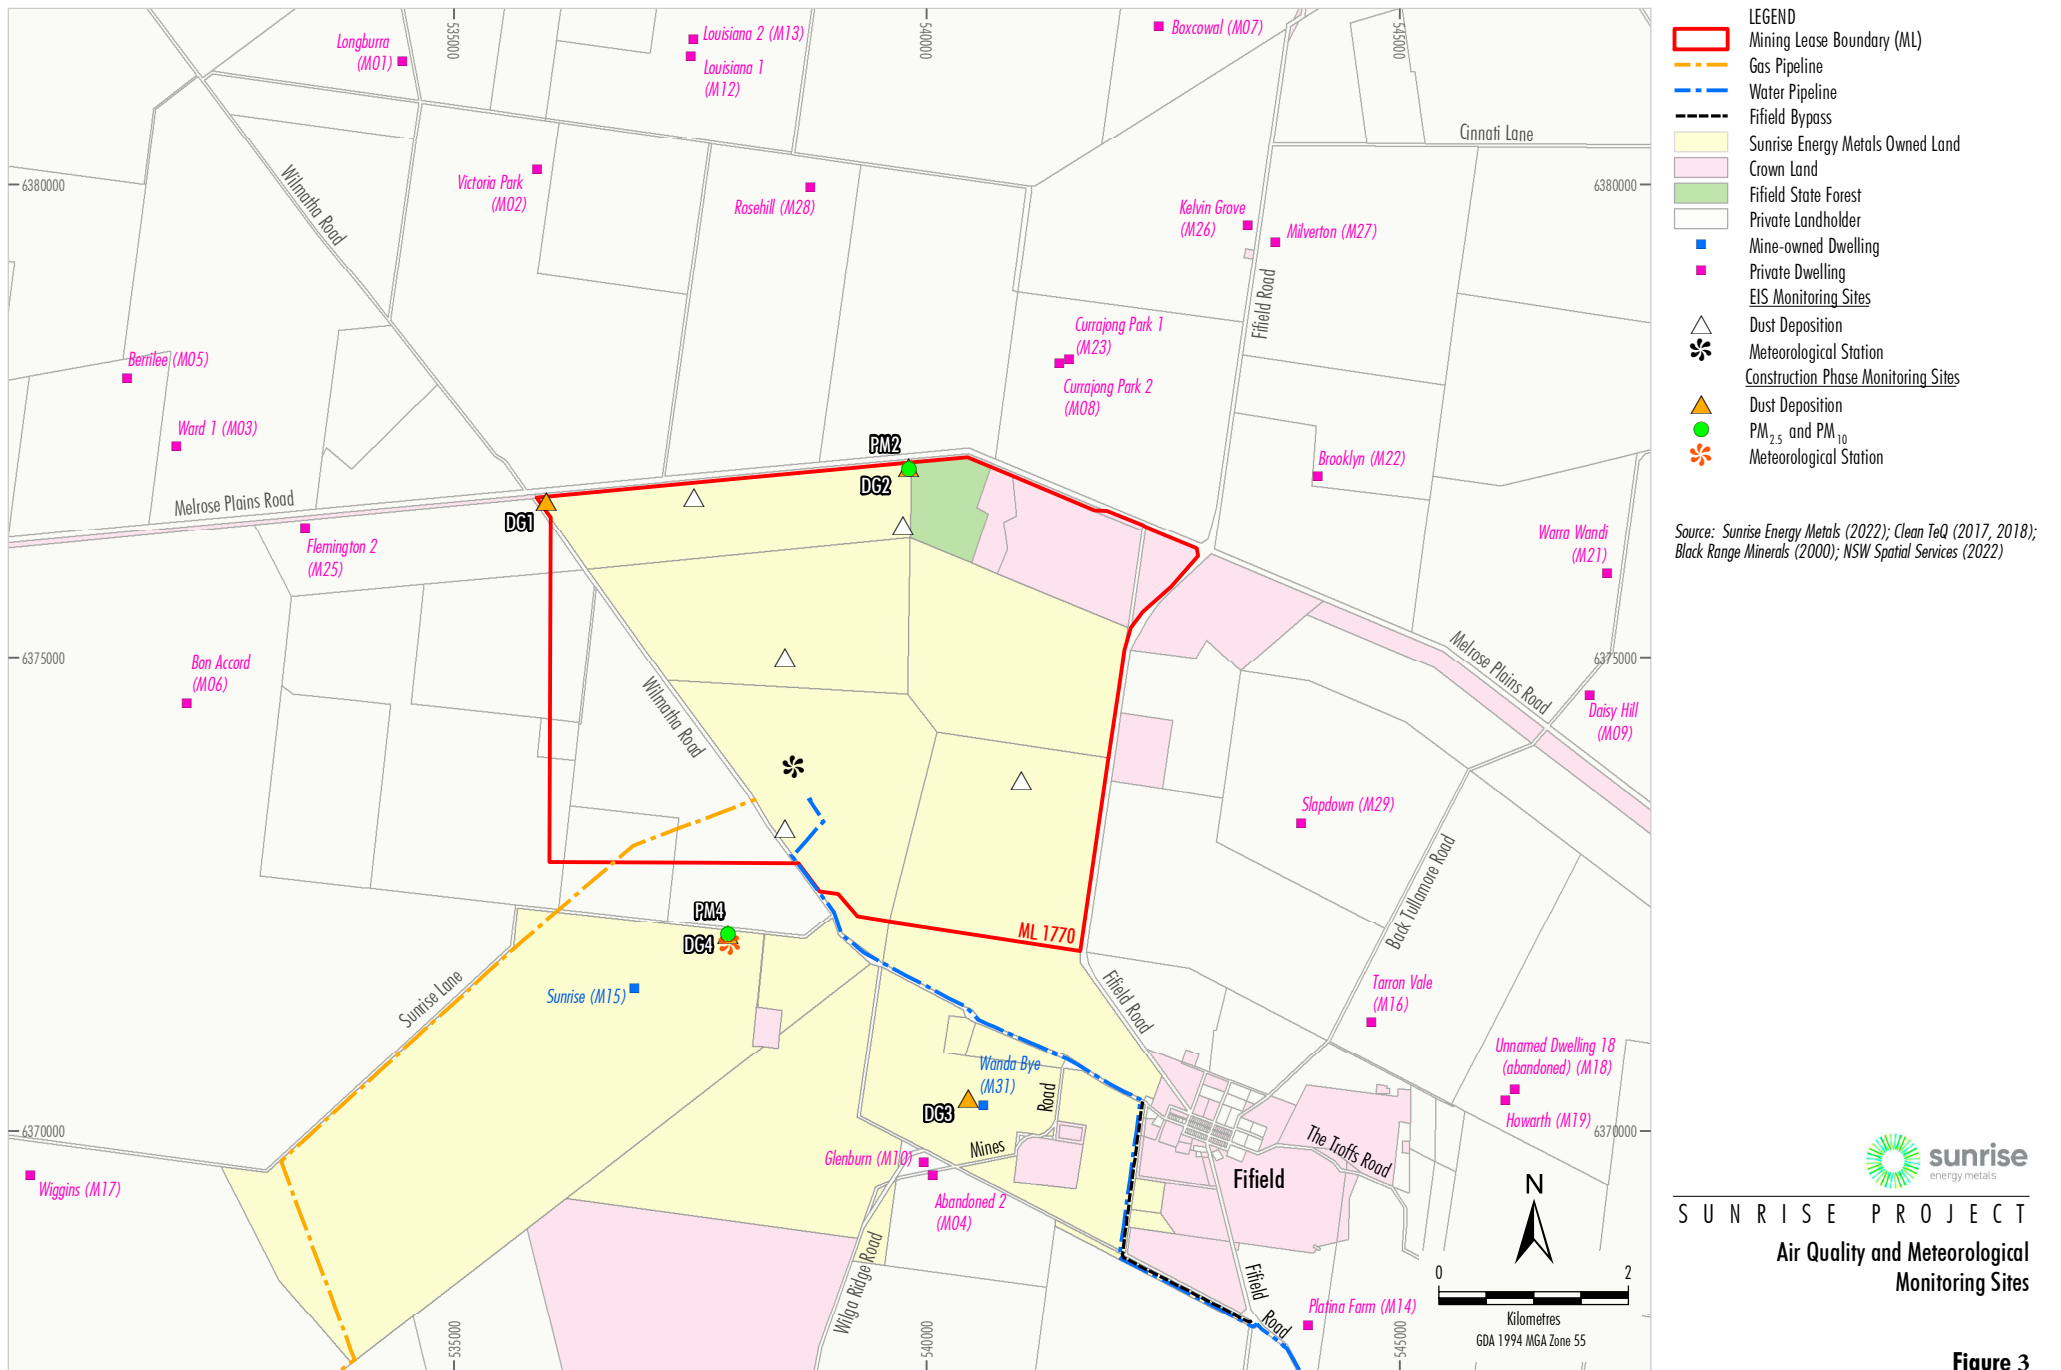 535000
540000
545000
Longburra
(M01)
Louisiana 2 (M13)
Louisiana 1
(M12)
Boxcowal (M07)
Cinnati Lane
6380000
6380000
Wilmatha Road
Victoria Park
(M02)
Rosehill (M28)
Kelvin Grove
(M26)
Milverton (M27)
Fifield Road
Currajong Park 1
(M23)
Currajong Park 2
(M08)
Berrilee (M05)
Ward 1 (M03)
Brooklyn (M22)
PM2
DG2
Melrose Plains Road
DG1
Flemington 2
(M25)
Warra Wandi
(M21)
6375000
6375000
Bon Accord
(M06)
Wilmatha Road
Melrose Plains Road
Daisy Hill
(M09)
Slapdown (M29)
Back Tullamore Road
ML 1770
PM4
DG4
Sunrise (M15)
Sunrise Lane
Fifield Road
Tarron Vale
(M16)
Unnamed Dwelling 18
(abandoned) (M18)
Howarth (M19)
Wanda Bye
(M31)
DG3
Road
Mines
6370000
6370000
The Troffs Road
Glenburn (M10)
Abandoned 2
(M04)
Wiggins (M17)
Fifield
Wilga Ridge Road
Fifield
Road
Platina Farm (M14)
535000
540000
545000
N
0 2
Kilometres
GDA 1994 MGA Zone 55
LEGEND
Mining Lease Boundary (ML)
Gas Pipeline
Water Pipeline
Fifield Bypass
Sunrise Energy Metals Owned Land
Crown Land
Fifield State Forest
Private Landholder
Mine-owned Dwelling
Private Dwelling
EIS Monitoring Sites
Dust Deposition
Meteorological Station
Construction Phase Monitoring Sites
Dust Deposition
PM2.5 and PM10
Meteorological Station
Source: Sunrise Energy Metals (2022); Clean TeQ (2017, 2018);
Black Range Minerals (2000); NSW Spatial Services (2022)
sunrise
energy metals
SUNRISE PROJECT
Air Quality and Meteorological
Monitoring Sites
Figure 3